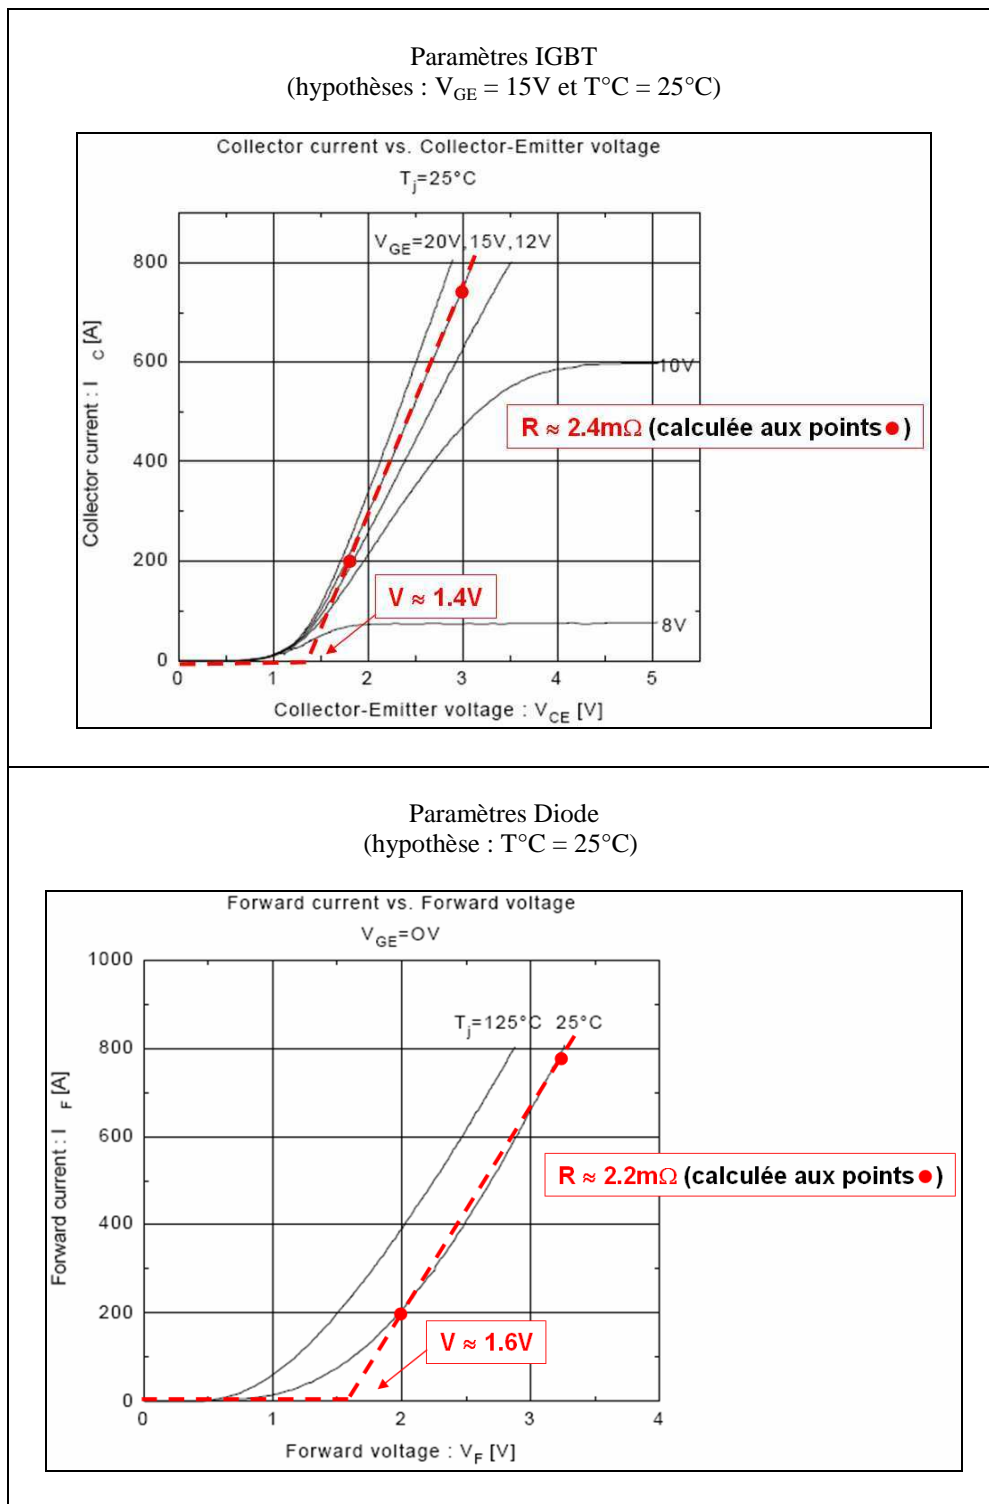 Paramètres IGBT
(hypothèses : VGE = 15V et T°C = 25°C)
Collector current vs. Collector-Emitter voltage
Tj=25°C
VGE=20V,15V,12V
800
600
10V
R ≈ 2.4mΩ (calculée aux points ● )
400
200
V ≈ 1.4V
8V
0
0 1 2 3 4 5
Collector current : I C [A]
Collector-Emitter voltage : VCE [V]
Paramètres Diode
(hypothèse : T°C = 25°C)
Forward current vs. Forward voltage
VGE=OV
1000
Tj=125°C 25°C
800
600
R ≈ 2.2mΩ (calculée aux points ● )
400
200
V ≈ 1.6V
0
0 1 2 3 4
Forward current : I F [A]
Forward voltage : VF [V]